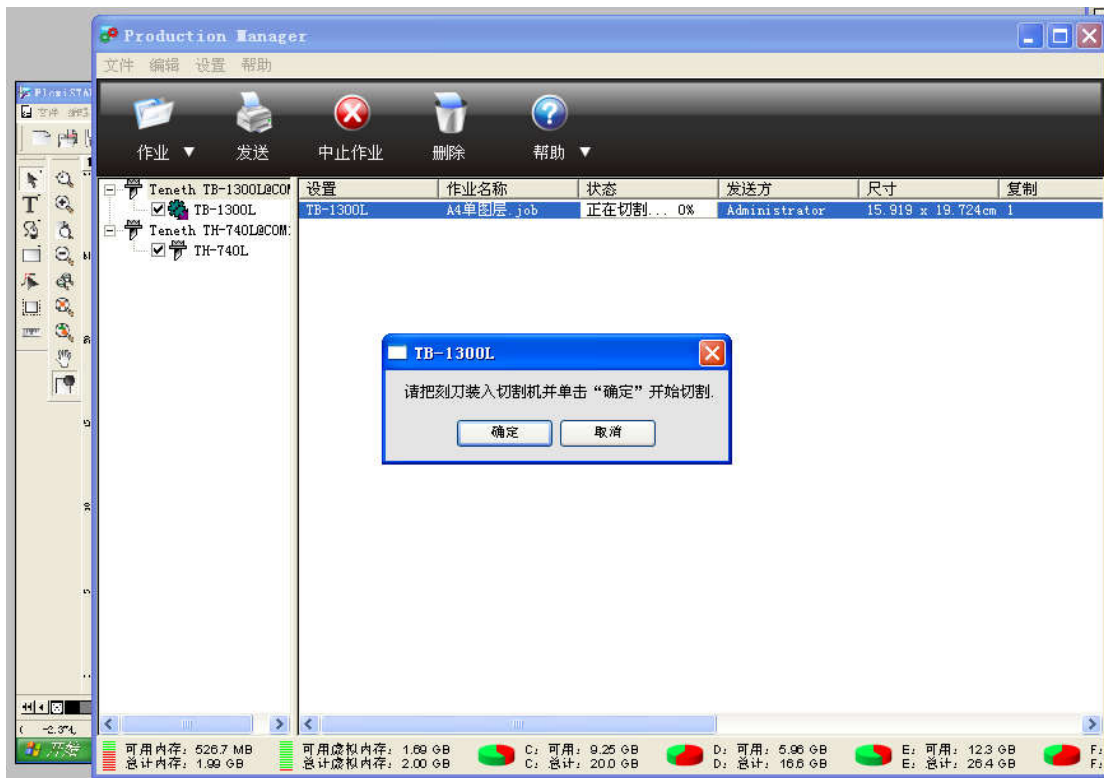 Production Manager
文件 编辑 设置 帮助
作业 发送 中止作业 删除 帮助
文件
Teneth TB-1300L@COM
TB-1300L
Teneth TH-740L@COM
TH-740L
设置 作业名称 状态 发送方 尺寸 复制
TB-1300L A4单图层.job 正在切割... 0% Administrator 15.919 x 19.724cm 1
TB-1300L
请把刻刀装入切割机并单击“确定”开始切割.
确定 取消
可用内存: 526.7 MB 可用虚拟内存: 1.69 GB C: 可用: 9.25 GB D: 可用: 5.96 GB E: 可用: 12.3 GB F:
总计内存: 1.99 GB 总计虚拟内存: 2.00 GB C: 总计: 20.0 GB D: 总计: 16.6 GB E: 总计: 26.4 GB F: